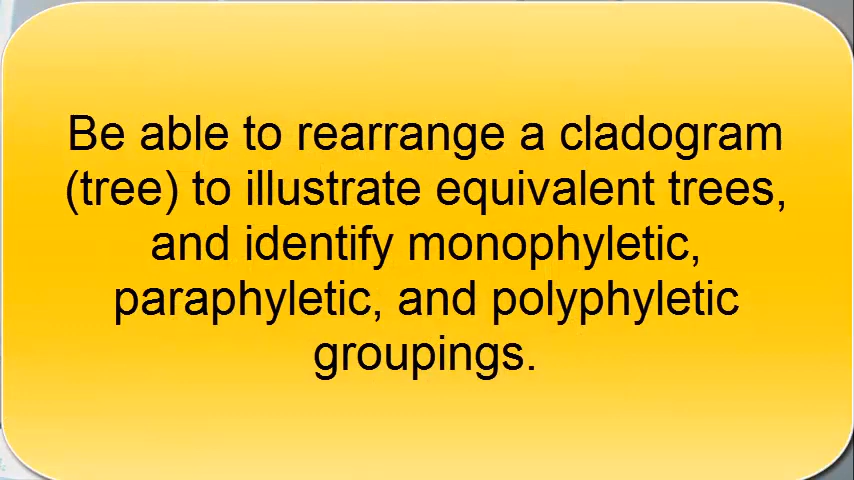 Be able to rearrange a cladogram
(tree) to illustrate equivalent trees,
and identify monophyletic,
paraphyletic, and polyphyletic
groupings.